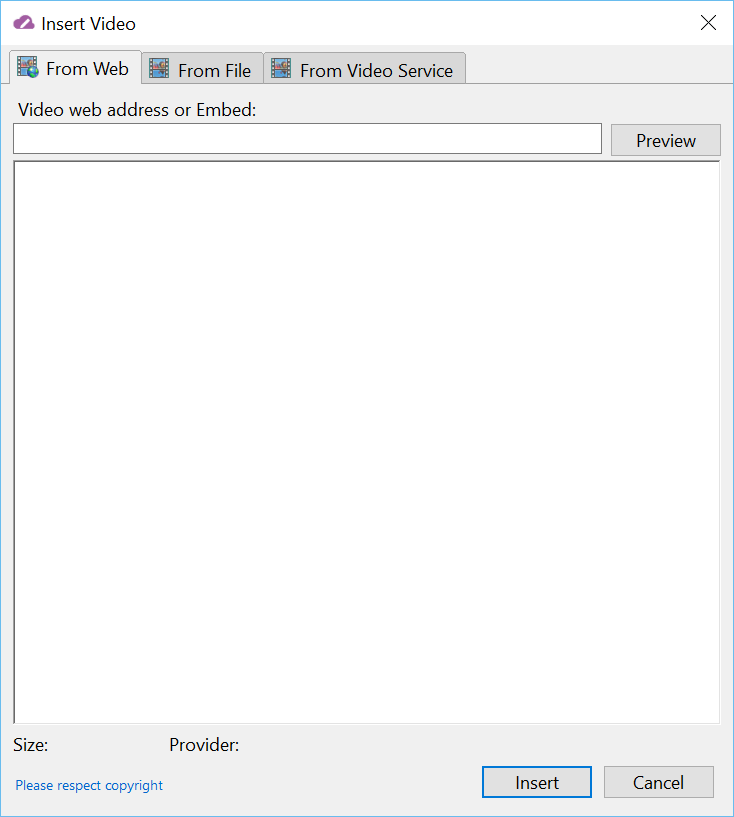 Insert Video
From Web From File From Video Service
Video web address or Embed:
Preview
Size: Provider:
Please respect copyright
Insert Cancel